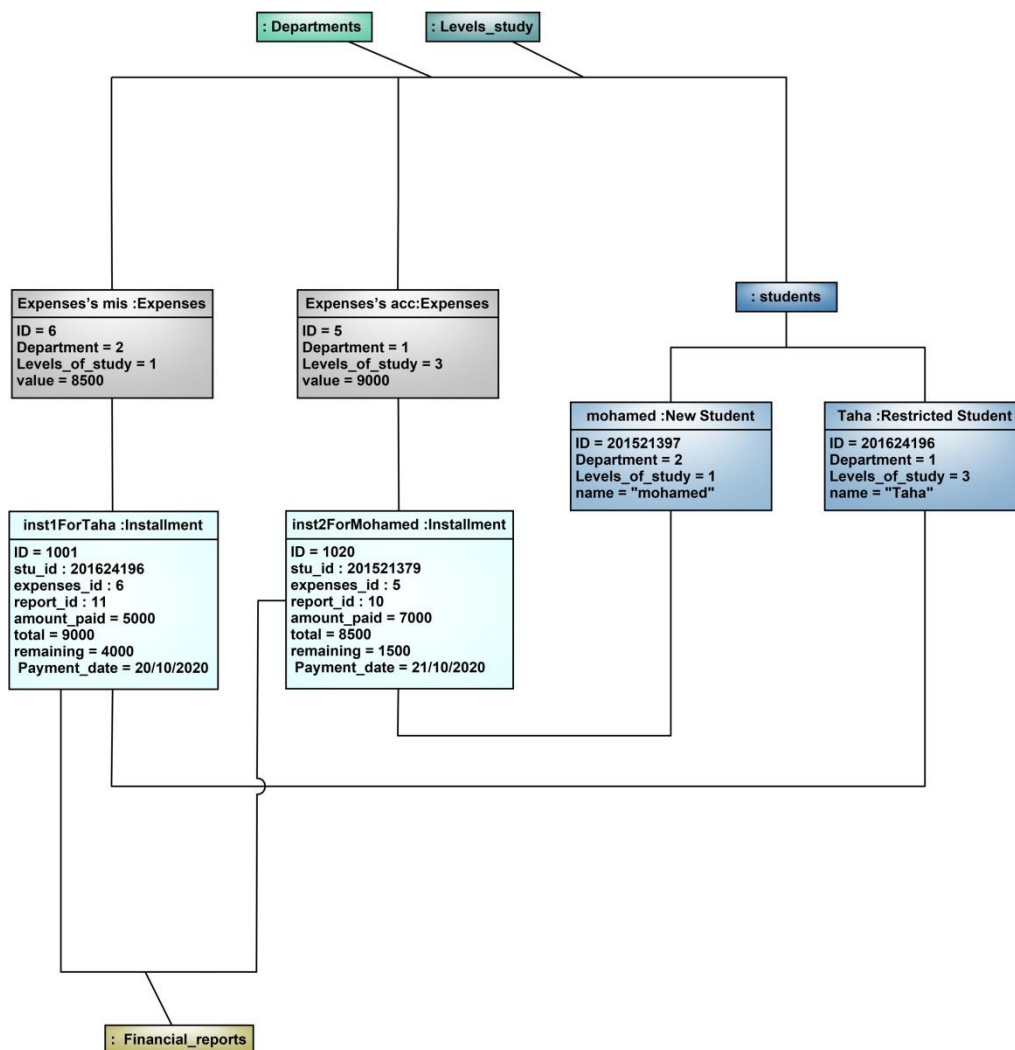 : Departments
: Levels_study
Expenses's mis :Expenses
ID = 6
Department = 2
Levels_of_study = 1
value = 8500
Expenses's acc:Expenses
ID = 5
Department = 1
Levels_of_study = 3
value = 9000
: students
mohamed :New Student
ID = 201521397
Department = 2
Levels_of_study = 1
name = "mohamed"
Taha :Restricted Student
ID = 201624196
Department = 1
Levels_of_study = 3
name = "Taha"
inst1ForTaha :Installment
ID = 1001
stu_id : 201624196
expenses_id : 6
report_id : 11
amount_paid = 5000
total = 9000
remaining = 4000
Payment_date = 20/10/2020
inst2ForMohamed :Installment
ID = 1020
stu_id : 201521379
expenses_id : 5
report_id : 10
amount_paid = 7000
total = 8500
remaining = 1500
Payment_date = 21/10/2020
: Financial_reports